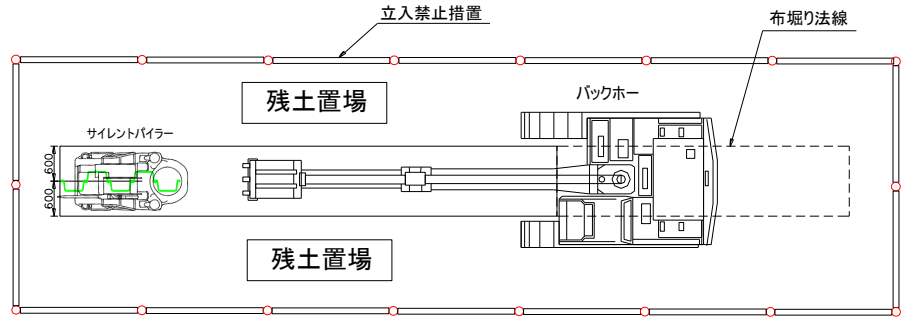 立入禁止措置
布堀り法線
残土置場
バックホー
サイレントパイラー
600
600
残土置場